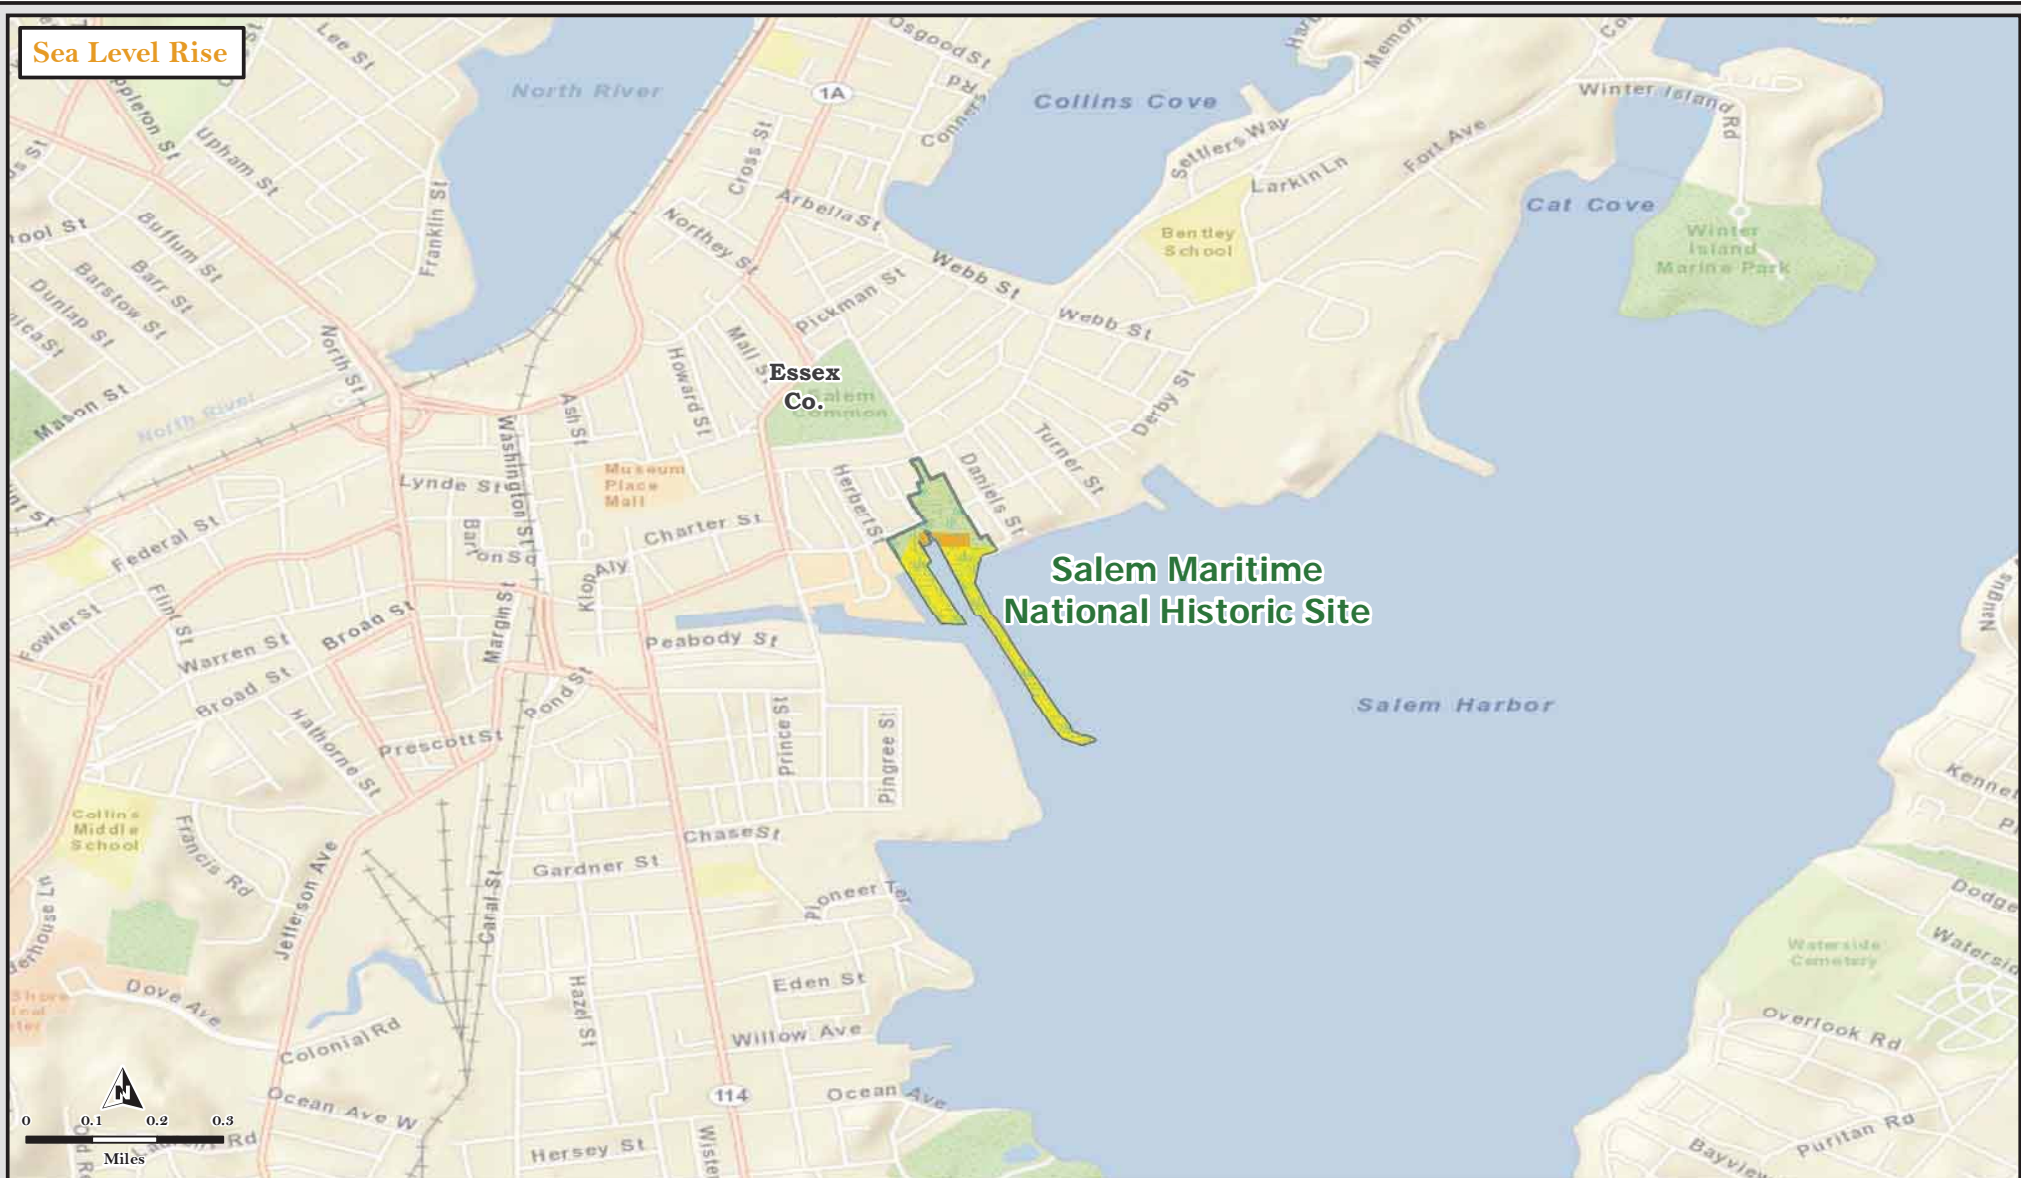 Sea Level Rise
Lee St
North River
Osgood St
Conners Rd
1A
Collins Cove
Winter Island Rd
Upham St
Cross St
Settlers Way
Larkin Ln
Fort Ave
Cat Cove
Franklin St
Arbella St
Northey St
Buffum St
Barr St
Barstow St
Dunlap St
Bentley
School
Winter
Island
Marine Park
Webb St
Pickman St
Webb St
North St
Mall St
Howard St
Essex
Co.
Salem
Common
Mason St
North River
Ash St
Washington St
Derby St
Turner St
Daniels St
Herbert St
Museum
Place
Mall
Lynde St
Federal St
Charter St
Barton Sq
Klop Aly
Salem Maritime
National Historic Site
Flint St
Fowler St
Broad St
Margin St
Warren St
Broad St
Peabody St
Pond St
Hathorne St
Prescott St
Prince St
Pingree St
Salem Harbor
Collins
Middle
School
Francis Rd
Jefferson Ave
Canal St
Chase St
Gardner St
Pioneer Ter
Dove Ave
Colonial Rd
Hazel St
Eden St
Willow Ave
Waterside
Cemetery
Overlook Rd
Ocean Ave W
114
Ocean Ave
Hersey St
Puritan Rd
N
0 0.1 0.2 0.3
Miles